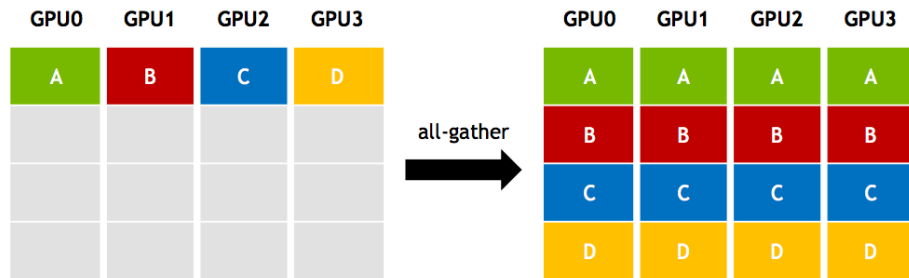 GPU0 GPU1 GPU2 GPU3 GPU0 GPU1 GPU2 GPU3
A B C D A A A A
all-gather B B B B
C C C C
D D D D